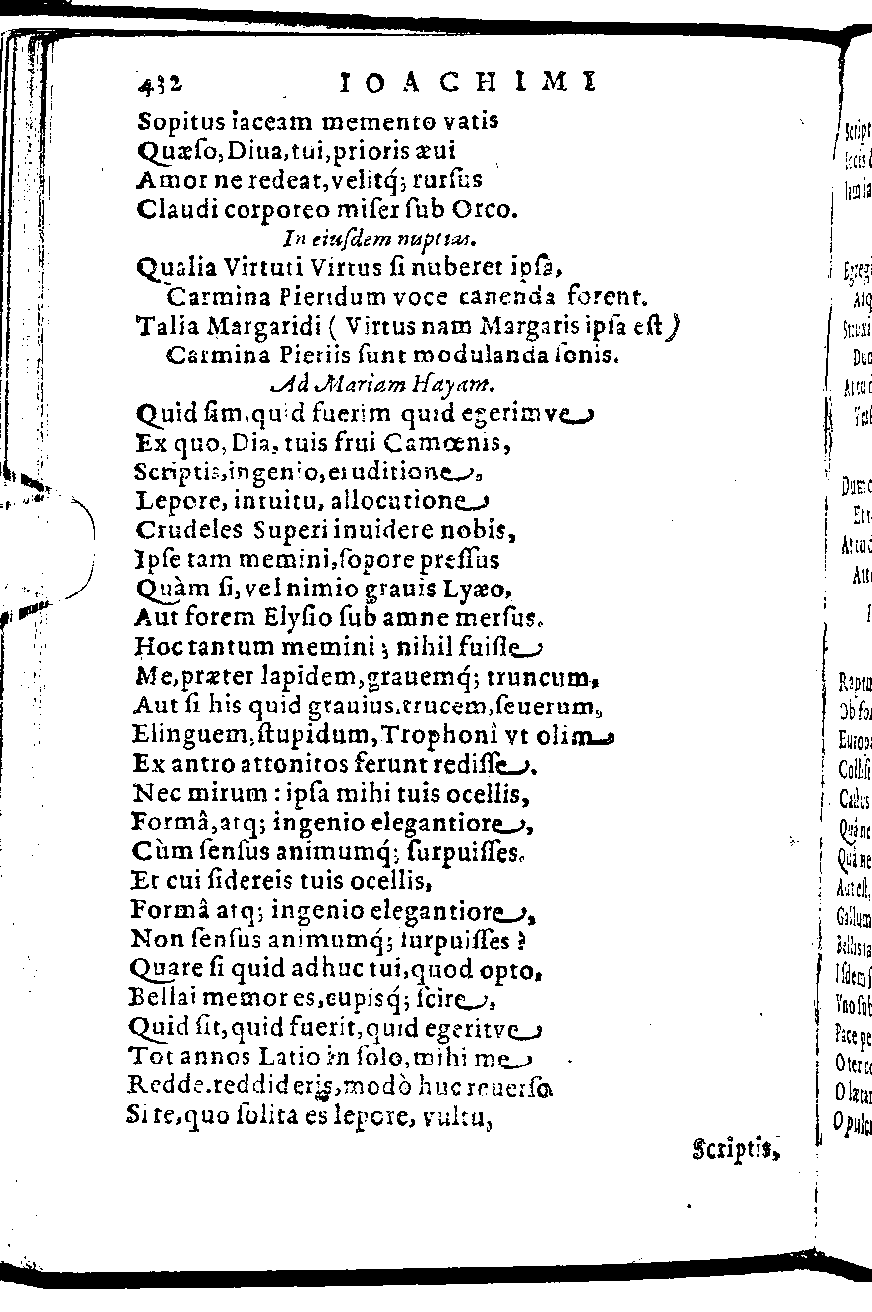 432 IOACHIMI
Sopitus iaceam memento vatis
Quæſo, Diua, tui, prioris æui
Amor ne redeat, velitq́; rurſus
Claudi corporeo miſer ſub Orco.
In eiuſdem nuptias.
Qualia Virtuti Virtus ſi nuberet ipſa,
Carmina Pieridum voce canenda forent.
Talia Margaridi ( Virtus nam Margaris ipſa eſt)
Carmina Pieriis ſunt modulanda ſonis.
Ad Mariam Hayam.
Quid ſim, quid fuerim quid egerimve
Ex quo, Dia, tuis frui Camœnis,
Scriptis, ingenio, eruditione,
Lepore, intuitu, allocutione
Crudeles Superi inuidere nobis,
Ipſe tam memini, ſopore preſſus
Quàm ſi, vel nimio grauis Lyæo,
Aut forem Elyſio ſub amne merſus.
Hoc tantum memini; nihil fuiſſe
Me, præter lapidem, grauemq́; truncum,
Aut ſi his quid grauius. trucem, ſeuerum,
Elinguem, ſtupidum, Trophonî vt olim
Ex antro attonitos ferunt rediſſe.
Nec mirum : ipſa mihi tuis ocellis,
Formâ, atq; ingenio elegantiore,
Cùm ſenſus animumq́; ſurpuiſſes.
Et cui ſidereis tuis ocellis,
Formâ atq; ingenio elegantiore,
Non ſenſus animumq́; ſurpuiſſes ?
Quare ſi quid adhuc tui, quod opto,
Bellai memor es, cupisq́; ſcire,
Quid ſit, quid fuerit, quid egeritve
Tot annos Latio in ſolo, mihi me
Redde. reddideris, modò huc reuerſo
Si te, quo ſolita es lepore, vultu,
Scriptis,